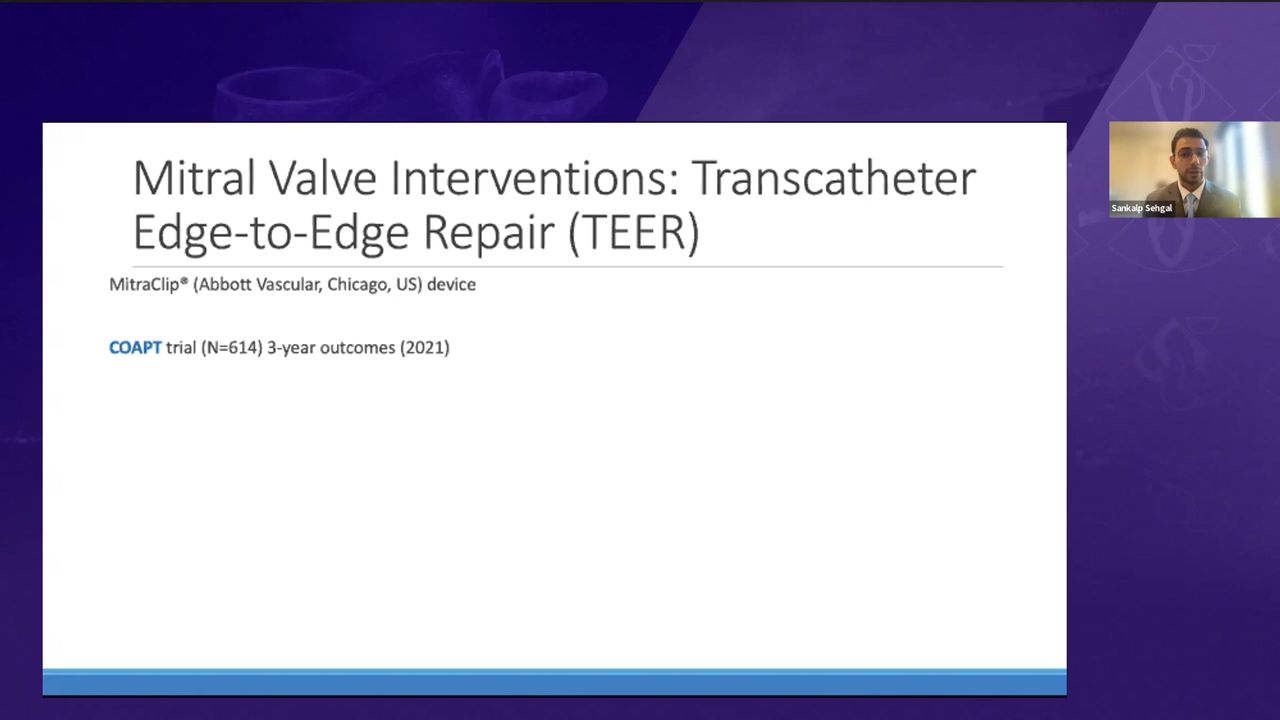 Mitral Valve Interventions: Transcatheter
Edge-to-Edge Repair (TEER)
MitraClip® (Abbott Vascular, Chicago, US) device
COAPT trial (N=614) 3-year outcomes (2021)
Sankalp Sehgal